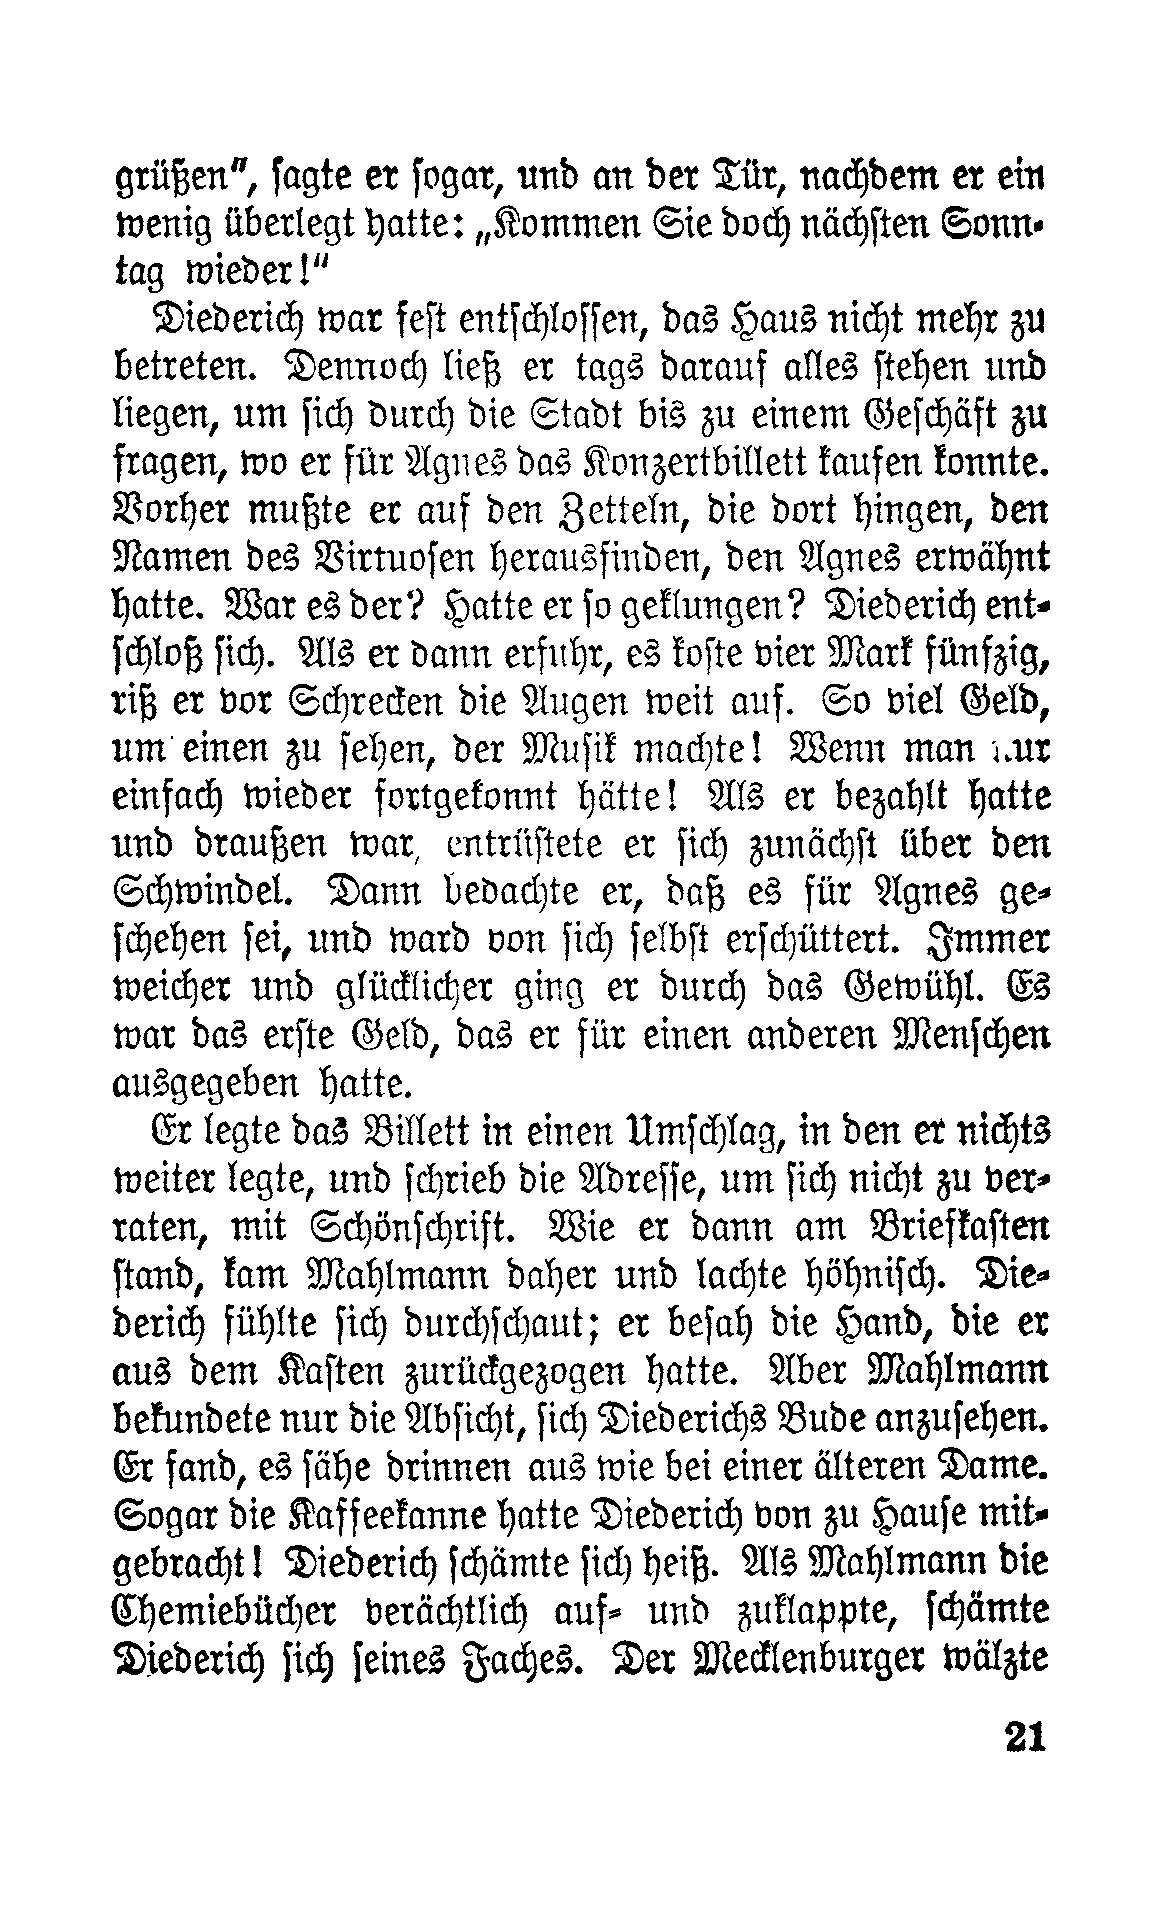 grüßen", sagte er sogar, und an der Tür, nachdem er ein
wenig überlegt hatte: „Kommen Sie doch nächsten Sonn-
tag wieder!"
Diederich war fest entschlossen, das Haus nicht mehr zu
betreten. Dennoch ließ er tags darauf alles stehen und
liegen, um sich durch die Stadt bis zu einem Geschäft zu
fragen, wo er für Agnes das Konzertbillett kaufen konnte.
Vorher mußte er auf den Zetteln, die dort hingen, den
Namen des Virtuosen herausfinden, den Agnes erwähnt
hatte. War es der? Hatte er so geklungen? Diederich ent-
schloß sich. Als er dann erfuhr, es koste vier Mark fünfzig,
riß er vor Schrecken die Augen weit auf. So viel Geld,
um einen zu sehen, der Musik machte! Wenn man nur
einfach wieder fortgekonnt hätte! Als er bezahlt hatte
und draußen war, entrüstete er sich zunächst über den
Schwindel. Dann bedachte er, daß es für Agnes ge-
schehen sei, und ward von sich selbst erschüttert. Immer
weicher und glücklicher ging er durch das Gewühl. Es
war das erste Geld, das er für einen anderen Menschen
ausgegeben hatte.
Er legte das Billett in einen Umschlag, in den er nichts
weiter legte, und schrieb die Adresse, um sich nicht zu ver-
raten, mit Schönschrift. Wie er dann am Briefkasten
stand, kam Mahlmann daher und lachte höhnisch. Die-
derich fühlte sich durchschaut; er besah die Hand, die er
aus dem Kasten zurückgezogen hatte. Aber Mahlmann
bekundete nur die Absicht, sich Diederichs Bude anzusehen.
Er fand, es sähe drinnen aus wie bei einer älteren Dame.
Sogar die Kaffeekanne hatte Diederich von zu Hause mit-
gebracht! Diederich schämte sich heiß. Als Mahlmann die
Chemiebücher verächtlich auf- und zuklappte, schämte
Diederich sich seines Faches. Der Mecklenburger wälzte
21